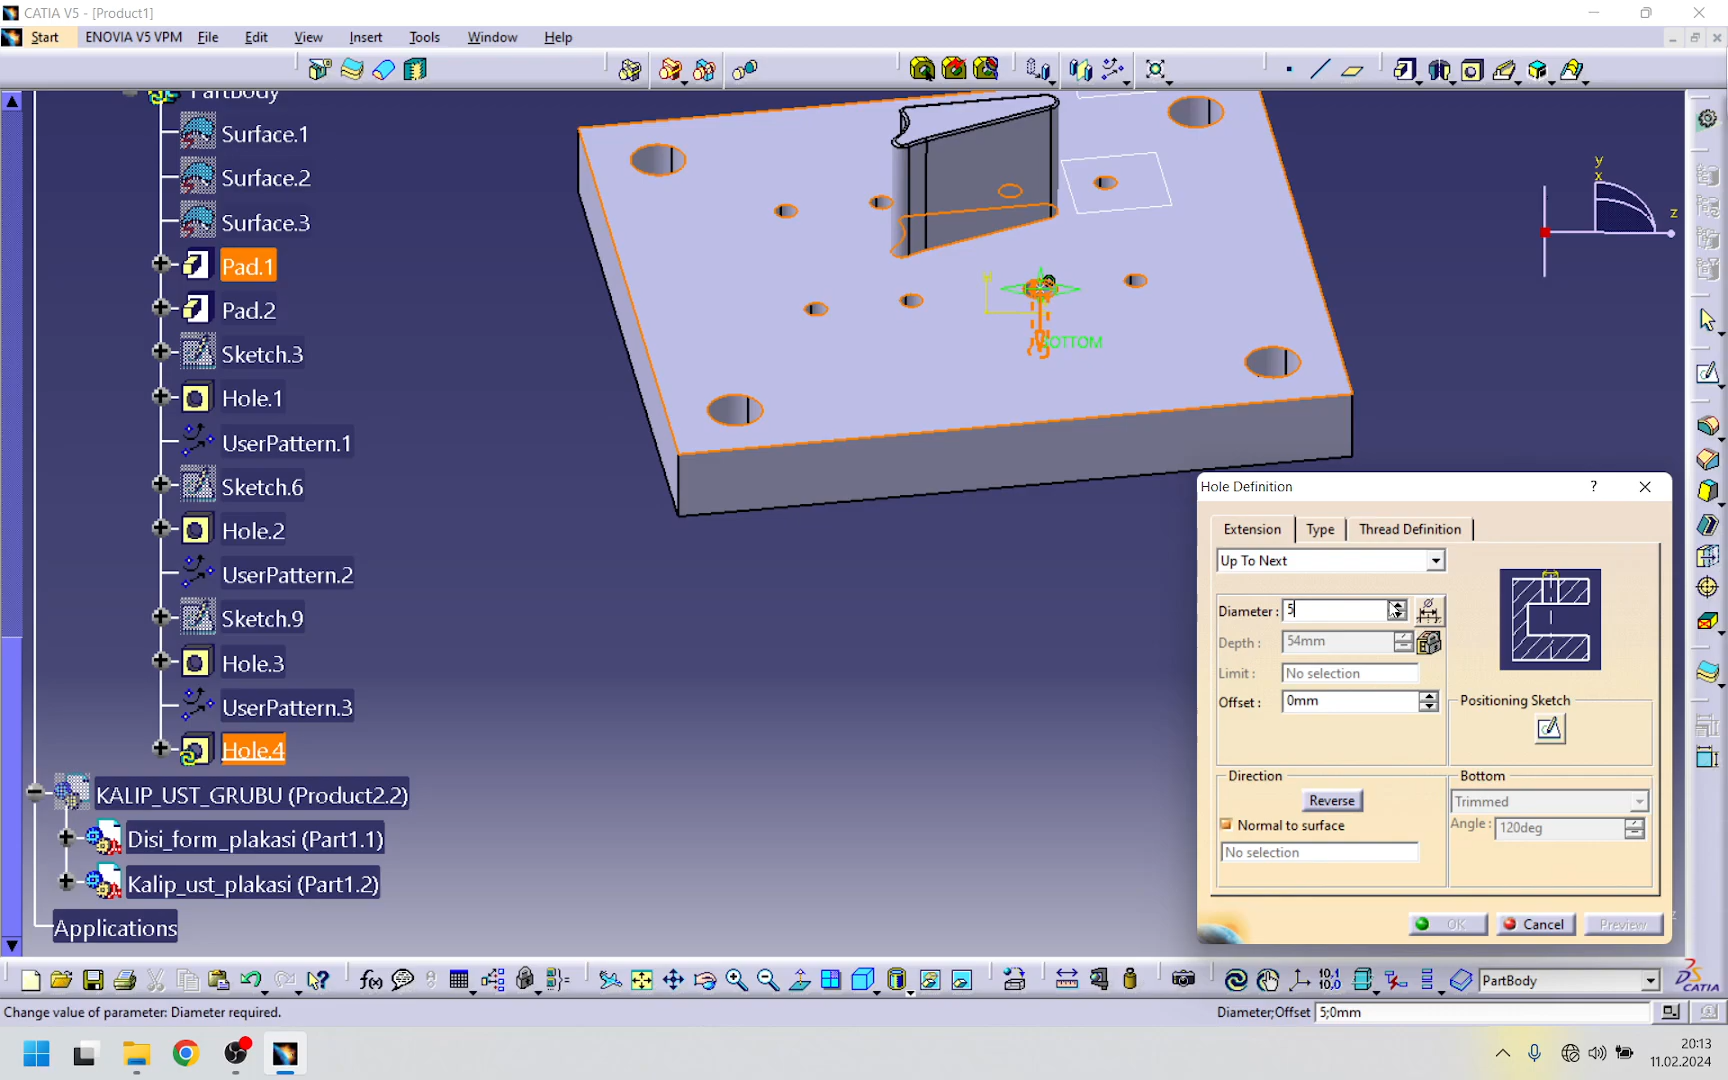 CATIA V5 - [Product1]
Start ENOVIA V5 VPM File Edit View Insert Tools Window Help
PartBody
Surface.1
Surface.2
Surface.3
Pad.1
Pad.2
Sketch.3
Hole.1
UserPattern.1
Sketch.6
Hole.2
UserPattern.2
Sketch.9
Hole.3
UserPattern.3
Hole.4
KALIP_UST_GRUBU (Product2.2)
Disi_form_plakasi (Part1.1)
Kalip_ust_plakasi (Part1.2)
Applications
BOTTOM
y
x
z
Hole Definition ?
Extension Type Thread Definition
Up To Next
Diameter : 5
Depth : 54mm
Limit : No selection
Offset : 0mm
Positioning Sketch
Direction
Reverse
Normal to surface
No selection
Bottom
Trimmed
Angle : 120deg
OK Cancel Preview
PartBody
CATIA
Change value of parameter: Diameter required.
Diameter;Offset 5;0mm
20:13
11.02.2024